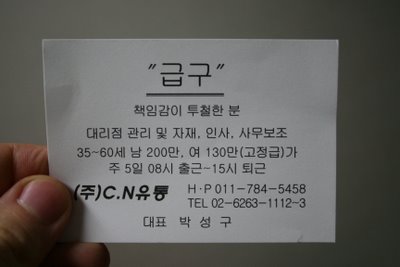 "급구"
책임감이 투철한 분
대리점 관리 및 자재, 인사, 사무보조
35~60세 남 200만, 여 130만(고정급)가
주 5일 08시 출근~15시 퇴근
(주)C.N유통 H·P 011-784-5458
TEL 02-6263-1112~3
대표 박성구